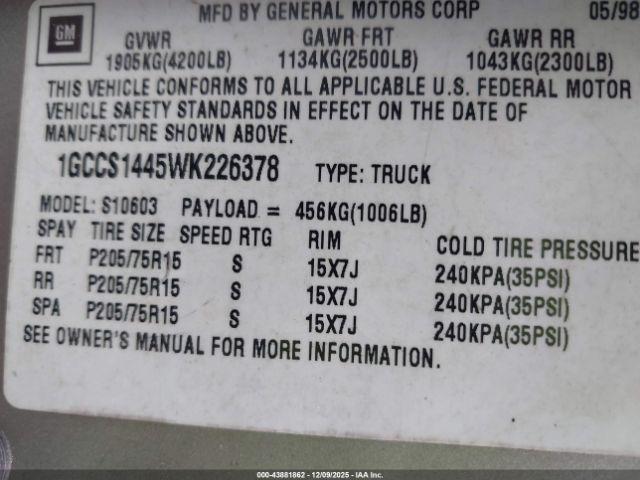 GM
MFD BY GENERAL MOTORS CORP 05/98
GVWR GAWR FRT GAWR RR
1905KG(4200LB) 1134KG(2500LB) 1043KG(2300LB)
THIS VEHICLE CONFORMS TO ALL APPLICABLE U.S. FEDERAL MOTOR
VEHICLE SAFETY STANDARDS IN EFFECT ON THE DATE OF
MANUFACTURE SHOWN ABOVE.
1GCCS1445WK226378 TYPE: TRUCK
MODEL: S10603 PAYLOAD = 456KG(1006LB)
SPAY TIRE SIZE SPEED RTG RIM COLD TIRE PRESSURE
FRT P205/75R15 S 15X7J 240KPA(35PSI)
RR P205/75R15 S 15X7J 240KPA(35PSI)
SPA P205/75R15 S 15X7J 240KPA(35PSI)
SEE OWNER'S MANUAL FOR MORE INFORMATION.
000-43881862 - 12/09/2025 - IAA Inc.